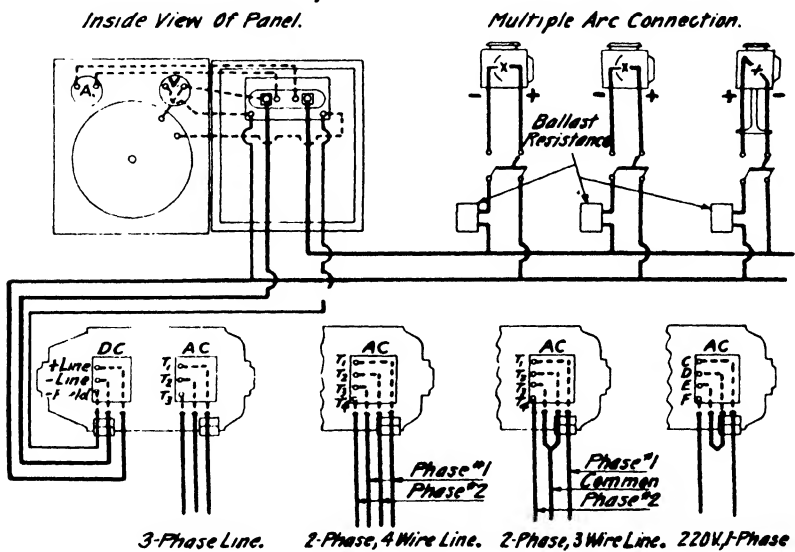 Inside View Of Panel.
Multiple Arc Connection.
A
V
- +
- +
- +
Ballast
Resistance
DC
+Line
-Line
AC
T1
T2
T3
AC
T1
T2
T3
T4
AC
T1
T2
T3
T4
AC
C
D
E
F
Phase #1
Phase #2
Phase #1
Common
Phase #2
3-Phase Line.
2-Phase, 4 Wire Line.
2-Phase, 3 Wire Line.
220V, 1-Phase